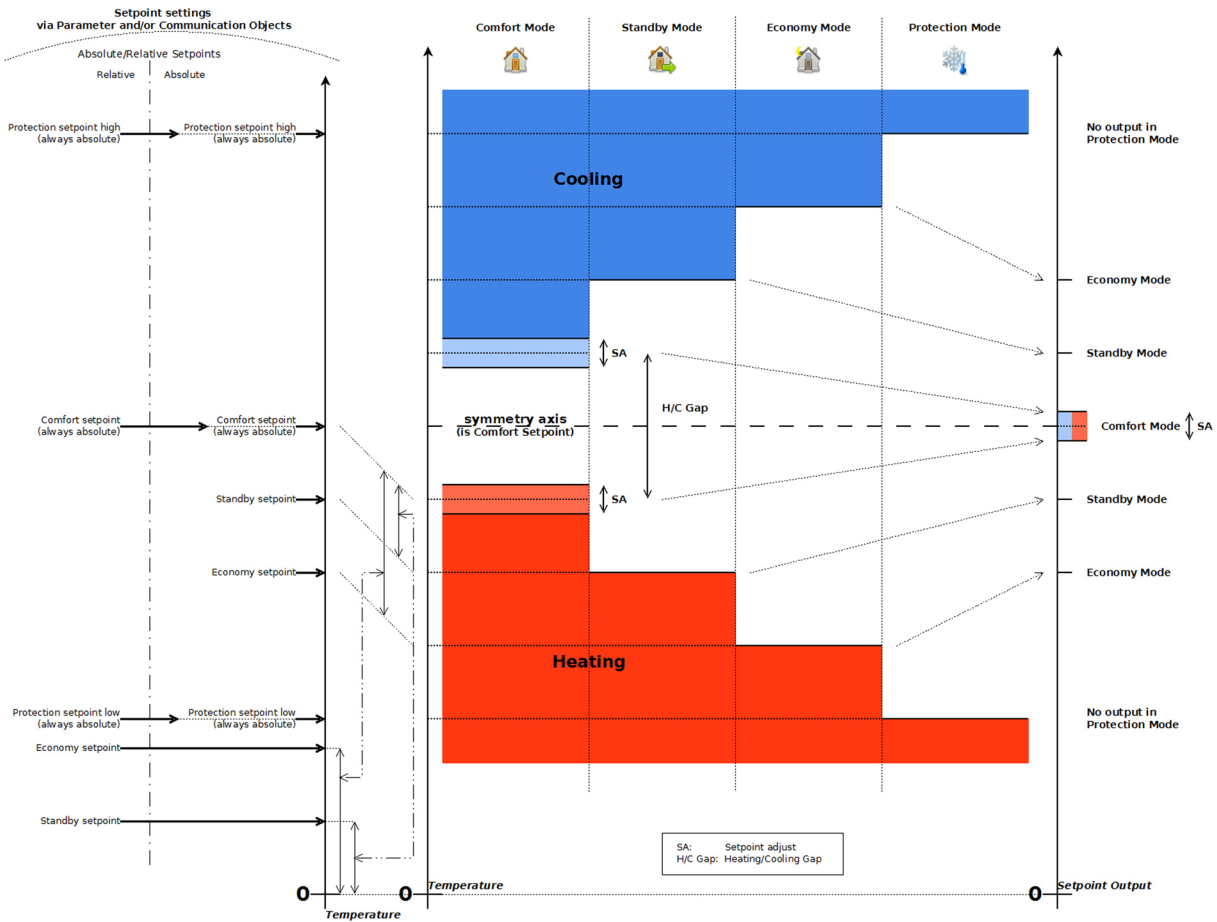 Setpoint settings
via Parameter and/or Communication Objects
Absolute/Relative Setpoints
Relative
Absolute
Comfort Mode
Standby Mode
Economy Mode
Protection Mode
Protection setpoint high
(always absolute)
Protection setpoint high
(always absolute)
No output in
Protection Mode
Cooling
Economy Mode
SA
Standby Mode
H/C Gap
Comfort setpoint
(always absolute)
Comfort setpoint
(always absolute)
symmetry axis
(is Comfort Setpoint)
Comfort Mode
SA
Standby setpoint
SA
Standby Mode
Economy setpoint
Economy Mode
Heating
Protection setpoint low
(always absolute)
Protection setpoint low
(always absolute)
No output in
Protection Mode
Economy setpoint
Standby setpoint
SA: Setpoint adjust
H/C Gap: Heating/Cooling Gap
0
0
0
Temperature
Temperature
Setpoint Output